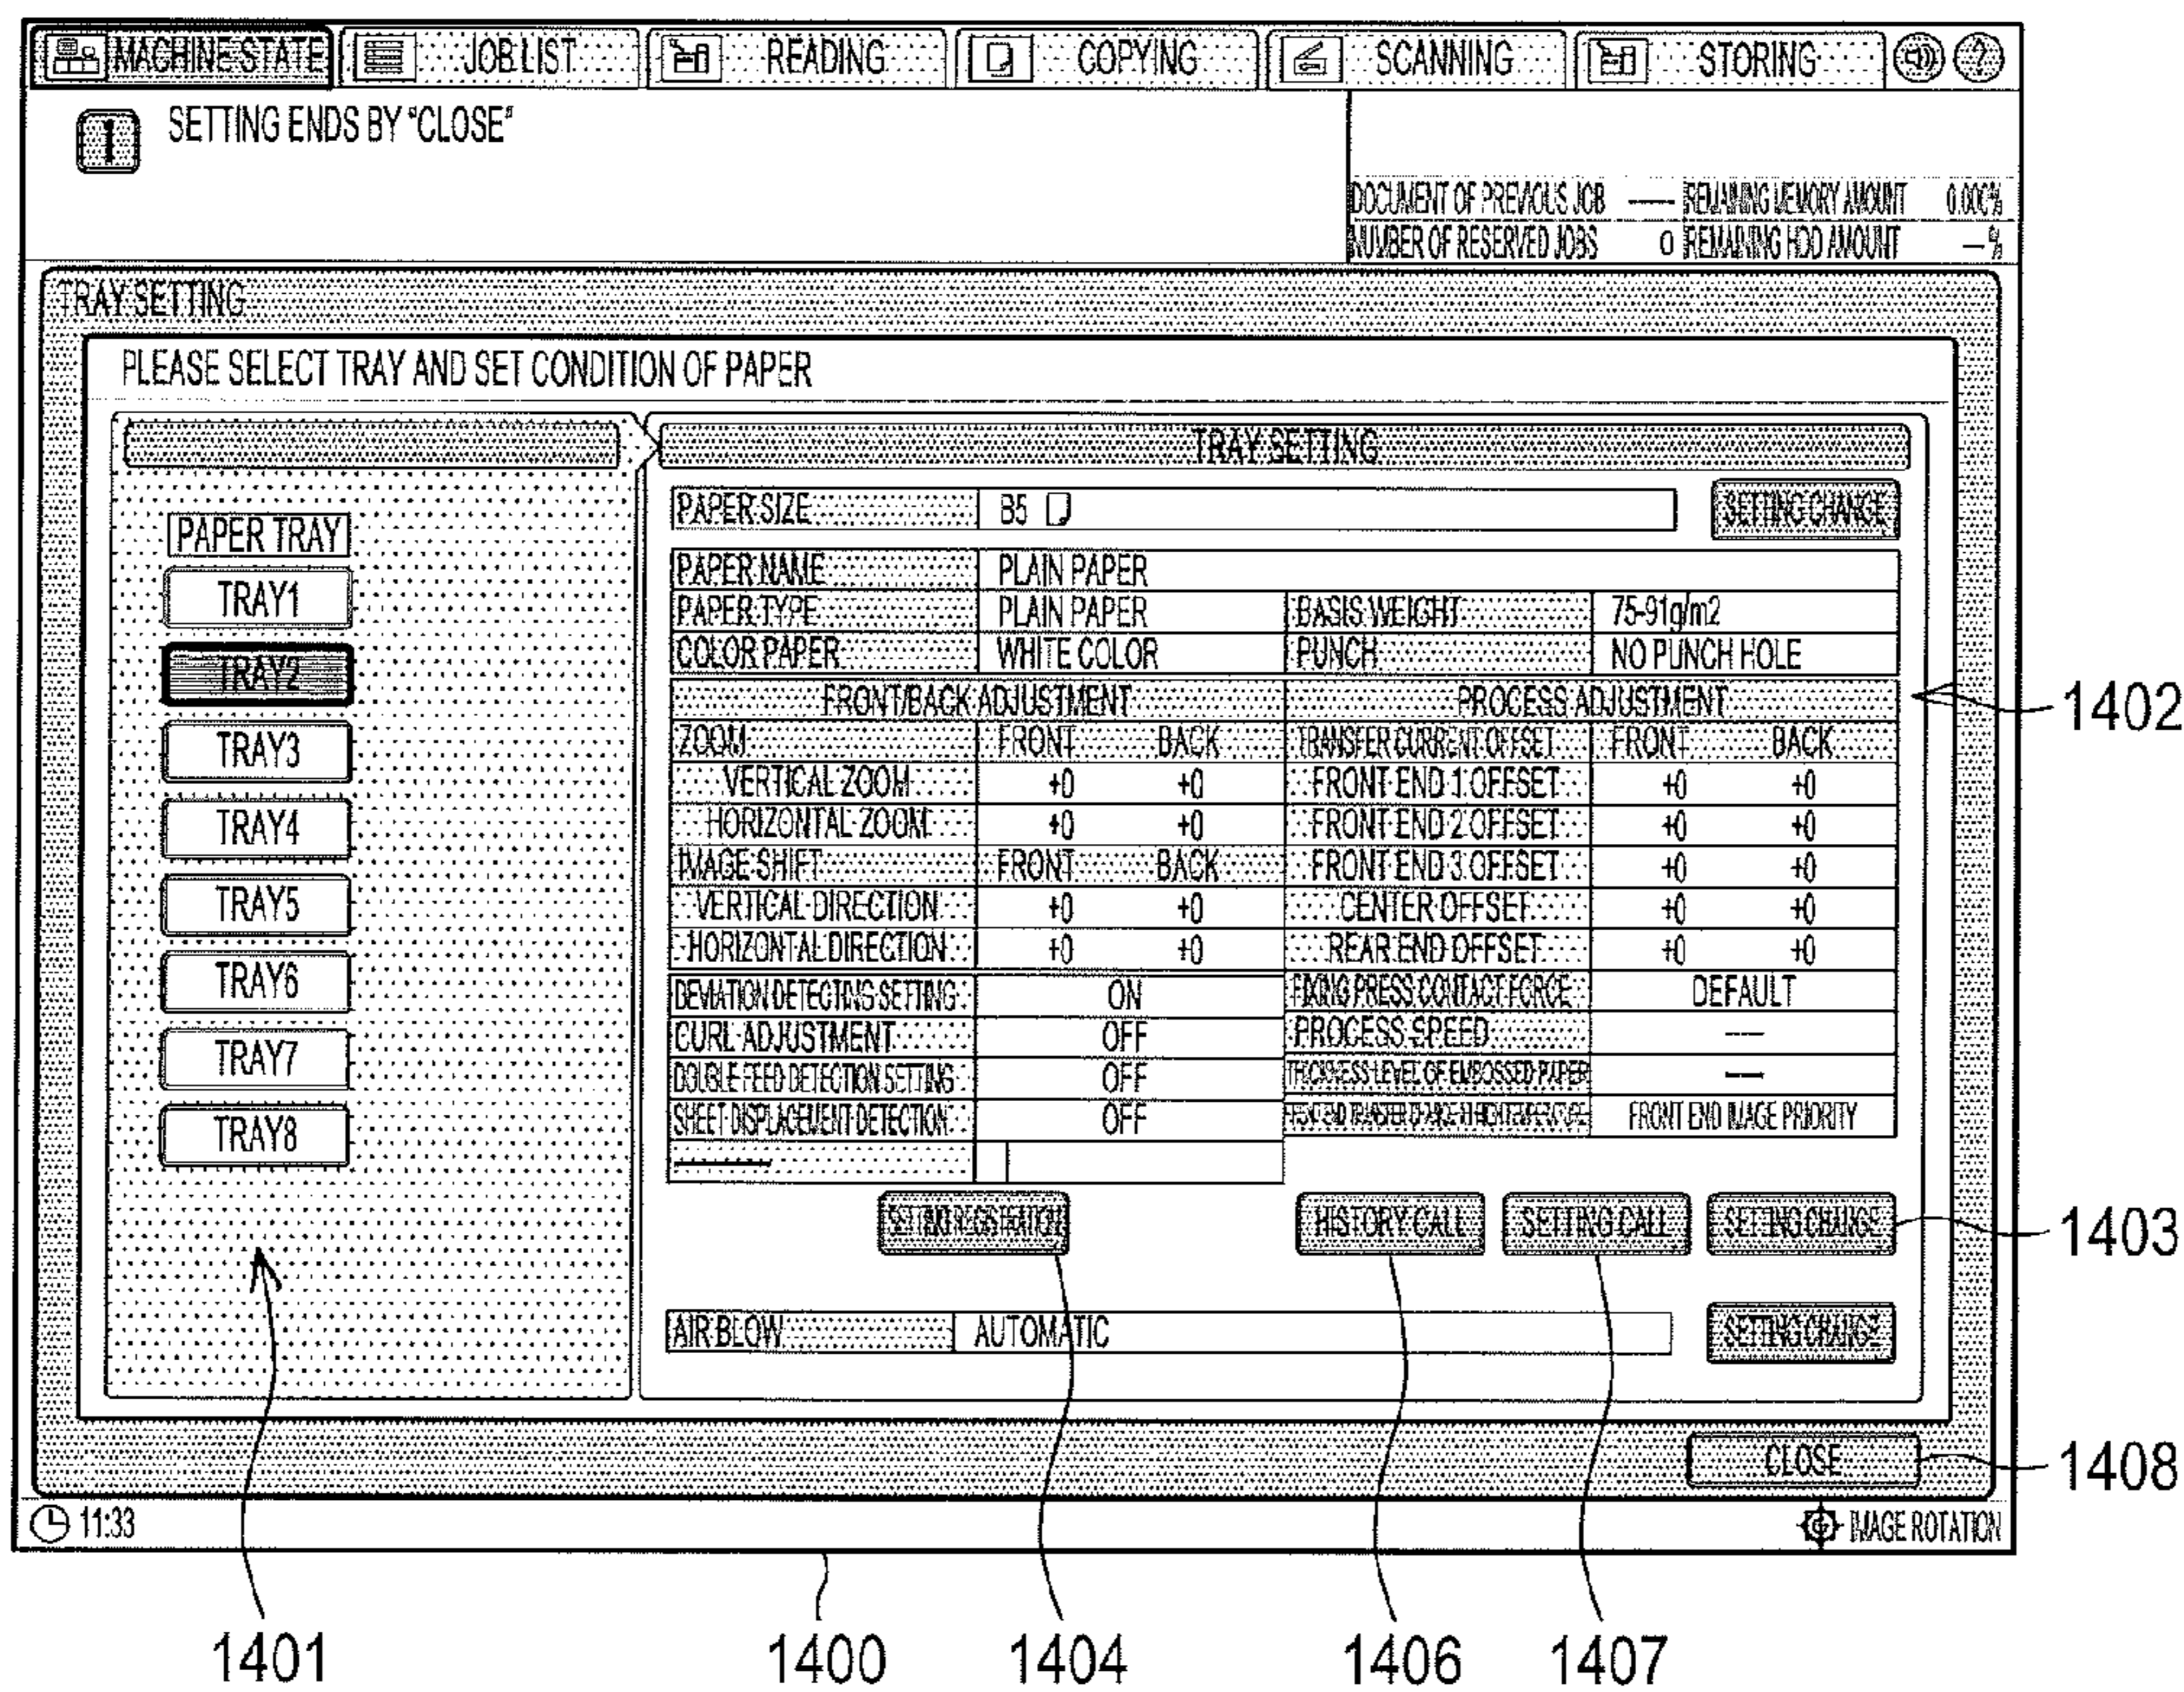 MACHINE STATE JOB LIST READING COPYING SCANNING STORING ?
SETTING ENDS BY "CLOSE"
DOCUMENT OF PREVIOUS JOB ---- REMAINING MEMORY AMOUNT 0.000%
NUMBER OF RESERVED JOBS 0 REMAINING HDD AMOUNT --- %
TRAY SETTING
PLEASE SELECT TRAY AND SET CONDITION OF PAPER
PAPER TRAY
TRAY1
TRAY2
TRAY3
TRAY4
TRAY5
TRAY6
TRAY7
TRAY8
TRAY SETTING
PAPER SIZE B5 SETTING CHANGE
PAPER NAME PLAIN PAPER
PAPER TYPE PLAIN PAPER BASIS WEIGHT 75-91g/m2
COLOR PAPER WHITE COLOR PUNCH NO PUNCH HOLE
FRONT/BACK ADJUSTMENT PROCESS ADJUSTMENT
ZOOM FRONT BACK TRANSFER CURRENT OFFSET FRONT BACK
VERTICAL ZOOM +0 +0 FRONT END 1 OFFSET +0 +0
HORIZONTAL ZOOM +0 +0 FRONT END 2 OFFSET +0 +0
IMAGE SHIFT FRONT BACK FRONT END 3 OFFSET +0 +0
VERTICAL DIRECTION +0 +0 CENTER OFFSET +0 +0
HORIZONTAL DIRECTION +0 +0 REAR END OFFSET +0 +0
DEVIATION DETECTING SETTING ON FIXING PRESS CONTACT FORCE DEFAULT
CURL ADJUSTMENT OFF PROCESS SPEED ----
DOUBLE FEED DETECTION SETTING OFF THICKNESS LEVEL OF EMBOSSED PAPER ----
SHEET DISPLACEMENT DETECTION OFF FRONT END IMAGE PRIORITY
SETTING REGISTRATION HISTORY CALL SETTING CALL SETTING CHANGE
AIR BLOW AUTOMATIC SETTING CHANGE
CLOSE
11:33 IMAGE ROTATION
1402
1403
1408
1401 1400 1404 1406 1407